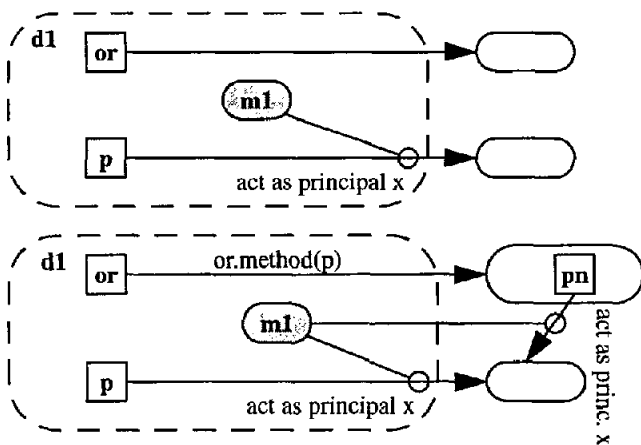 d1
or
m1
p
act as principal x
d1
or
or.method(p)
pn
m1
act as princ. x
p
act as principal x